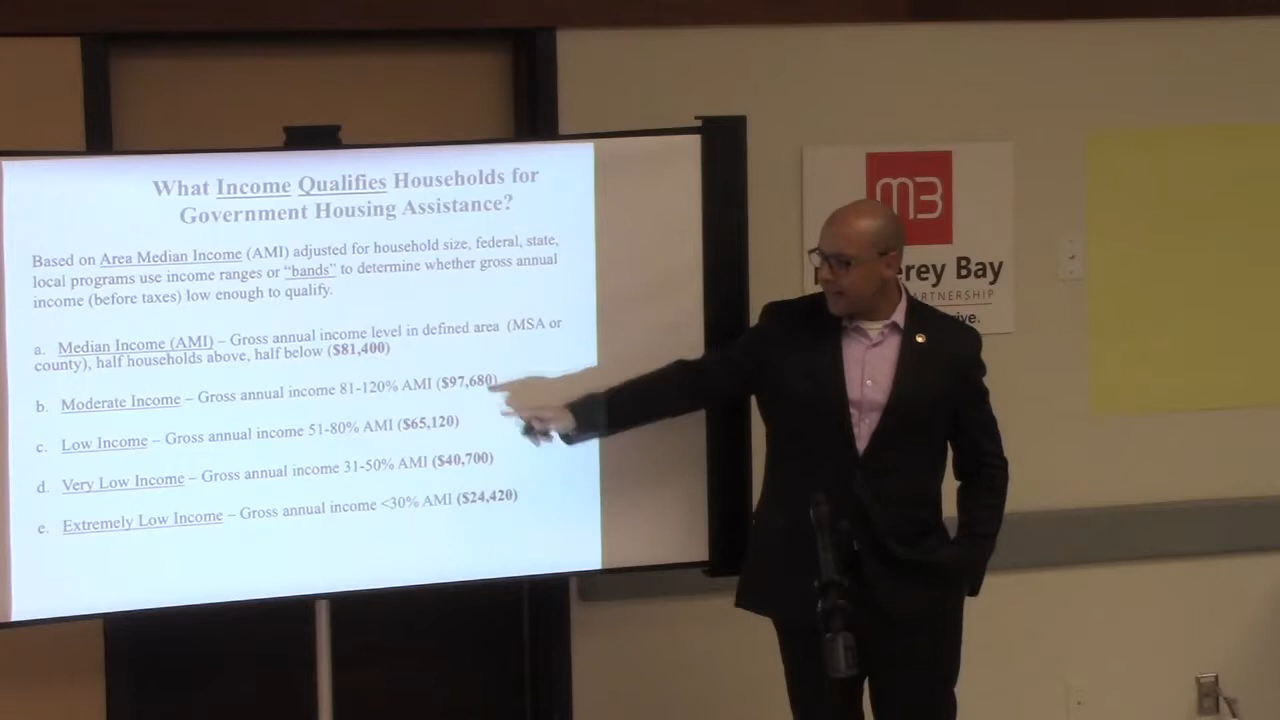 What Income Qualifies Households for
Government Housing Assistance?
Based on Area Median Income (AMI) adjusted for household size, federal, state,
local programs use income ranges or “bands” to determine whether gross annual
income (before taxes) low enough to qualify.
a. Median Income (AMI) – Gross annual income level in defined area (MSA or
county), half households above, half below ($81,400)
b. Moderate Income – Gross annual income 81-120% AMI ($97,680)
c. Low Income – Gross annual income 51-80% AMI ($65,120)
d. Very Low Income – Gross annual income 31-50% AMI ($40,700)
e. Extremely Low Income – Gross annual income <30% AMI ($24,420)
m3
erey Bay
ARTNERSHIP